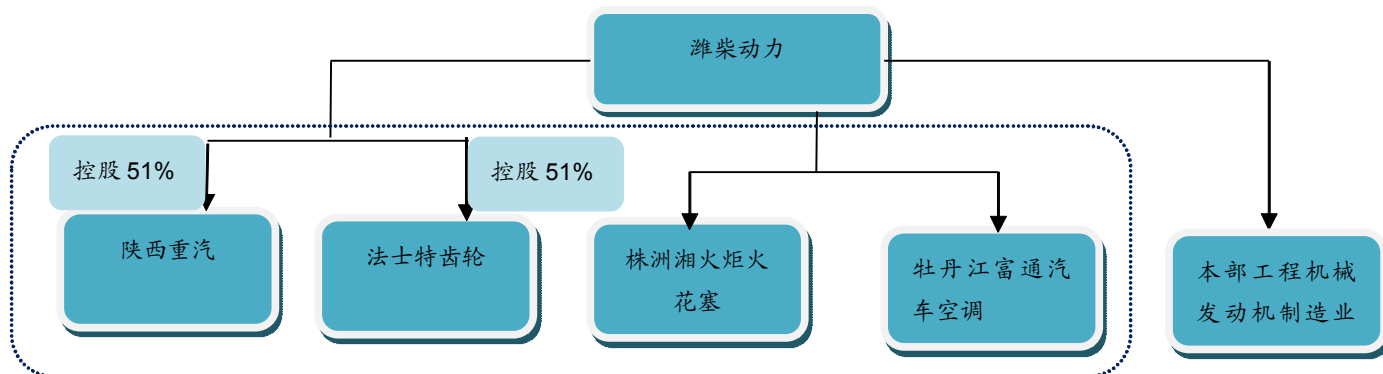 潍柴动力
控股 51%
控股 51%
陕西重汽
法士特齿轮
株洲湘火炬火
花塞
牡丹江富通汽
车空调
本部工程机械
发动机制造业